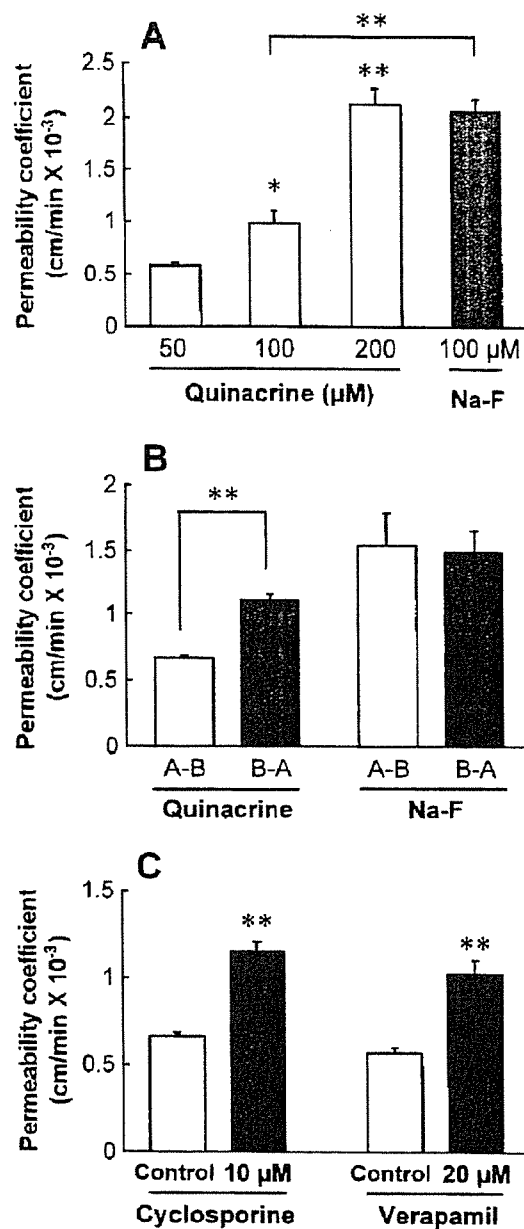 A
**
Permeability coefficient
(cm/min X 10-3)
2.5
2
1.5
1
0.5
0
*
**
50 100 200 100 µM
Quinacrine (µM) Na-F
B
Permeability coefficient
(cm/min X 10-3)
2
1.5
1
0.5
0
**
A-B B-A A-B B-A
Quinacrine Na-F
C
Permeability coefficient
(cm/min X 10-3)
1.5
1
0.5
0
**
**
Control 10 µM Control 20 µM
Cyclosporine Verapamil